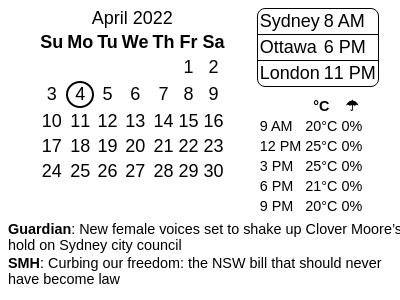 April 2022
Su Mo Tu We Th Fr Sa
1 2
3 4 5 6 7 8 9
10 11 12 13 14 15 16
17 18 19 20 21 22 23
24 25 26 27 28 29 30
Sydney 8 AM
Ottawa 6 PM
London 11 PM
°C ☂
9 AM 20°C 0%
12 PM 25°C 0%
3 PM 25°C 0%
6 PM 21°C 0%
9 PM 20°C 0%
Guardian: New female voices set to shake up Clover Moore's
hold on Sydney city council
SMH: Curbing our freedom: the NSW bill that should never
have become law